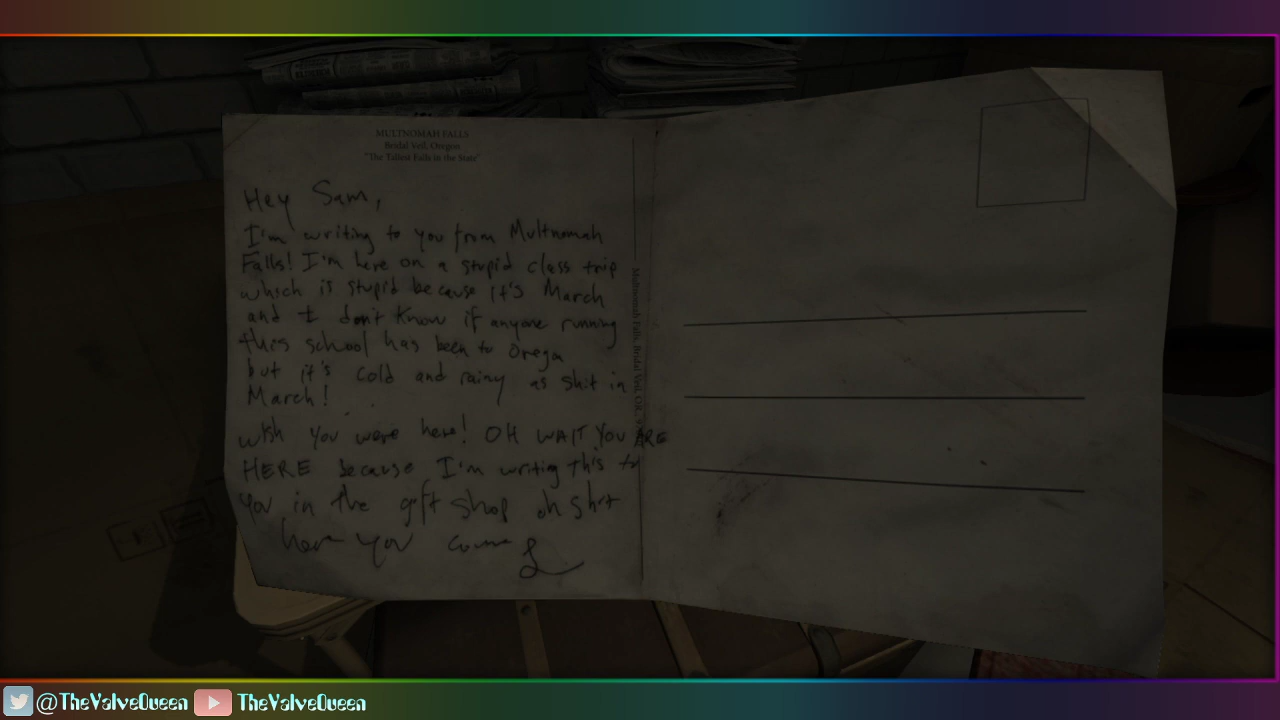 MULTNOMAH FALLS
Bridal Veil, Oregon
"The Tallest Falls in the State"
Hey Sam,
I'm writing to you from Multnomah
Falls! I'm here on a stupid class trip
which is stupid because it's March
and I don't know if anyone running
this school has been to Oregon
but it's cold and rainy as shit in
March!
wish you were here! OH WAIT YOU ARE
HERE because I'm writing this to
you in the gift shop oh shit
here you come
L
Multnomah Falls, Bridal Veil, OR.
@TheValveQueen
TheValveQueen